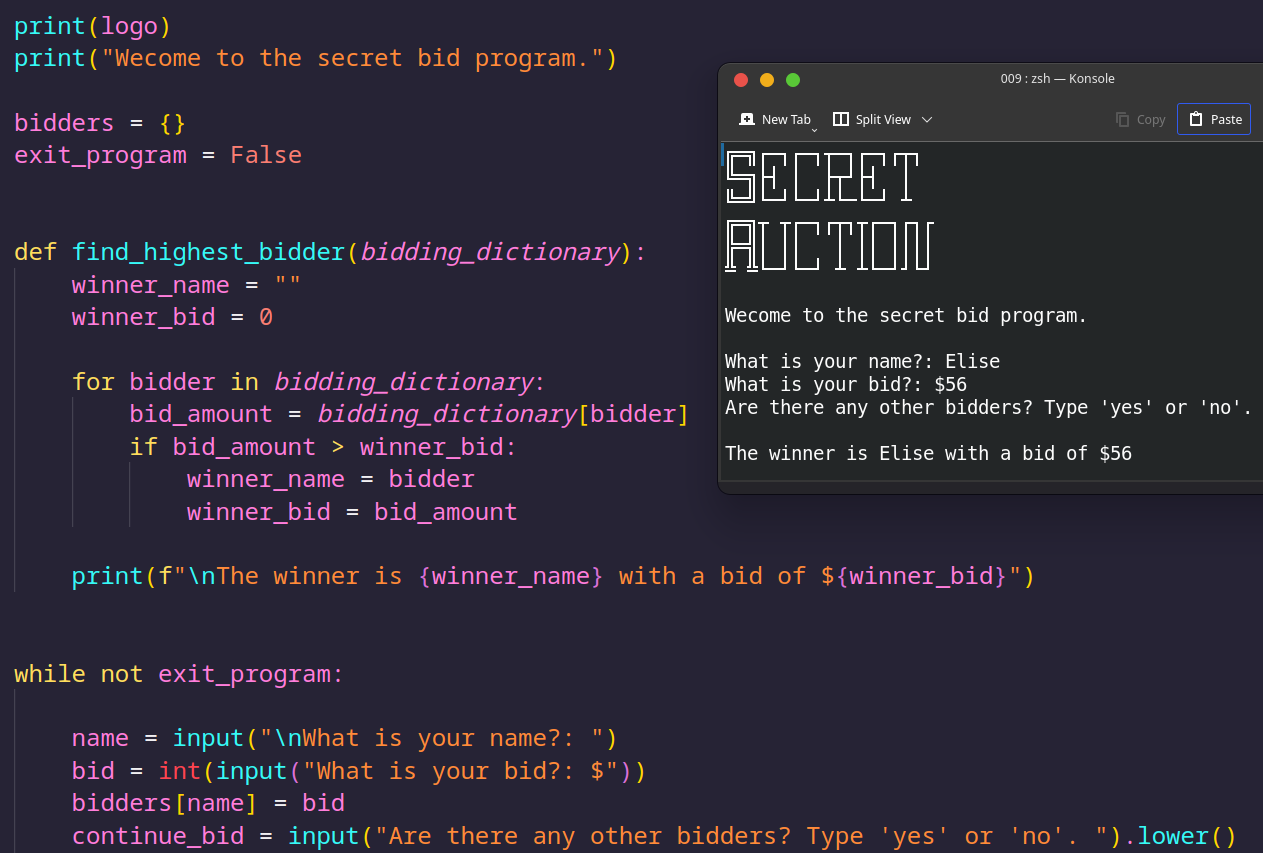 print(logo)
print("Wecome to the secret bid program.")
bidders = {}
exit_program = False
def find_highest_bidder(bidding_dictionary):
winner_name = ""
winner_bid = 0
for bidder in bidding_dictionary:
bid_amount = bidding_dictionary[bidder]
if bid_amount > winner_bid:
winner_name = bidder
winner_bid = bid_amount
print(f"\nThe winner is {winner_name} with a bid of ${winner_bid}")
while not exit_program:
name = input("\nWhat is your name?: ")
bid = int(input("What is your bid?: $"))
bidders[name] = bid
continue_bid = input("Are there any other bidders? Type 'yes' or 'no'. ").lower()
009 : zsh — Konsole
New Tab
Split View
Copy
Paste
SECRET
AUCTION
Wecome to the secret bid program.
What is your name?: Elise
What is your bid?: $56
Are there any other bidders? Type 'yes' or 'no'.
The winner is Elise with a bid of $56